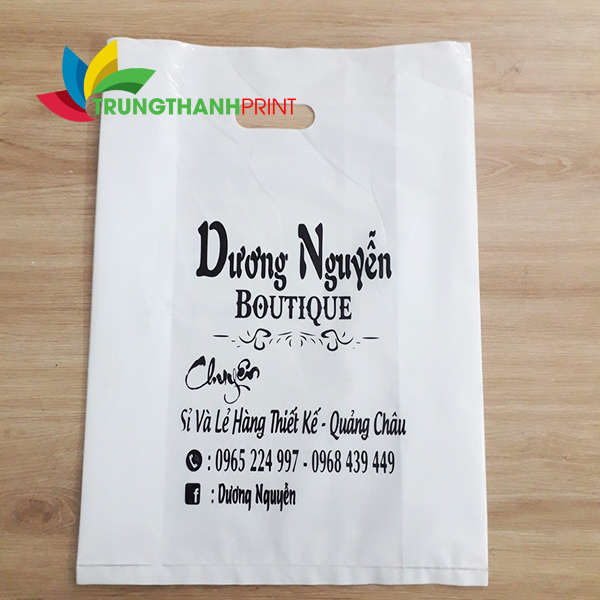 TRUNGTHANHPRINT
Dương Nguyễn
BOUTIQUE
Chuyên
Sỉ Và Lẻ Hàng Thiết Kế - Quảng Châu
: 0965 224 997 - 0968 439 449
f : Dương Nguyễn